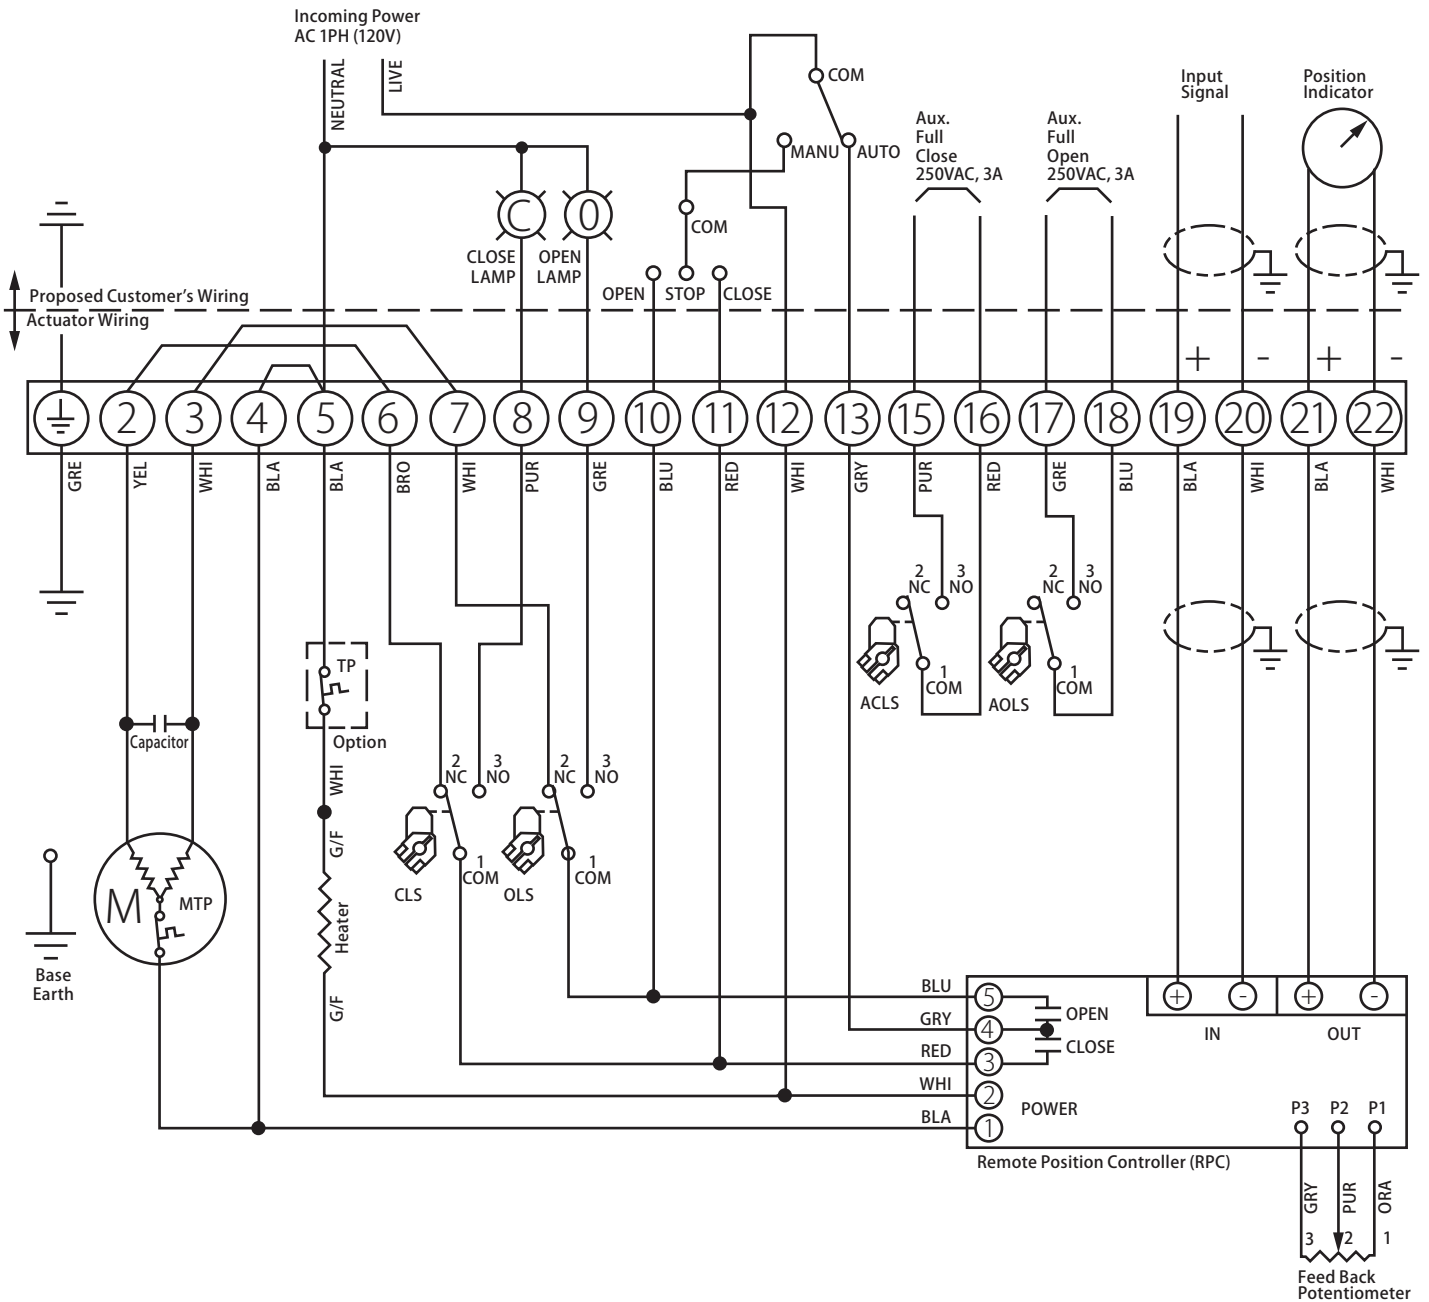 Incoming Power
AC 1PH (120V)
NEUTRAL
LIVE
COM
MANU
AUTO
Aux.
Full
Close
250VAC, 3A
Aux.
Full
Open
250VAC, 3A
Input
Signal
Position
Indicator
C
O
CLOSE
LAMP
OPEN
LAMP
COM
OPEN
STOP
CLOSE
Proposed Customer's Wiring
Actuator Wiring
+ - + -
2 3 4 5 6 7 8 9 10 11 12 13 15 16 17 18 19 20 21 22
GRE YEL WHI BLA BLA BRO WHI PUR GRE BLU RED WHI GRY PUR RED GRE BLU BLA WHI BLA WHI
2
NC
3
NO
1
COM
ACLS
2
NC
3
NO
1
COM
AOLS
TP
Option
Capacitor
WHI
G/F
Heater
G/F
2
NC
3
NO
1
COM
CLS
2
NC
3
NO
1
COM
OLS
M
MTP
Base
Earth
BLU 5 OPEN
GRY 4
RED 3 CLOSE
WHI 2
POWER
BLA 1
+ - + -
IN
OUT
P3 P2 P1
Remote Position Controller (RPC)
GRY PUR ORA
3 2 1
Feed Back
Potentiometer